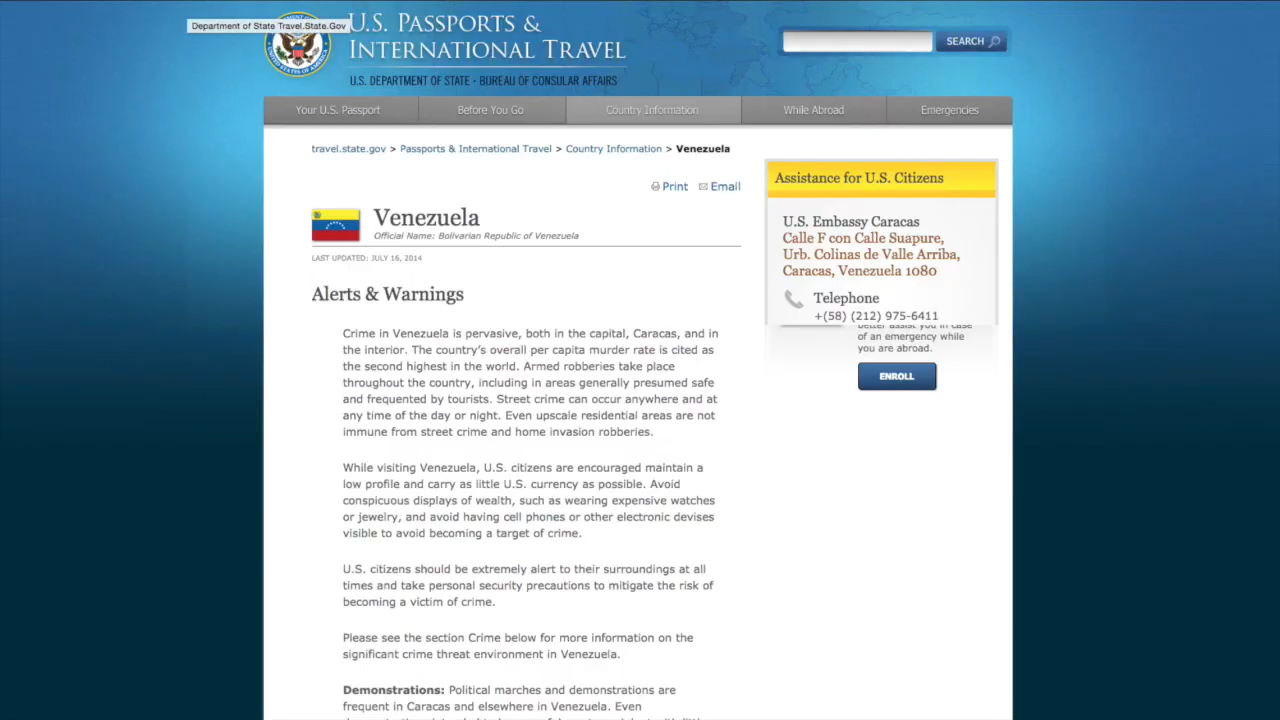 Department of State Travel.State.Gov
U.S. PASSPORTS &
INTERNATIONAL TRAVEL
U.S. DEPARTMENT OF STATE • BUREAU OF CONSULAR AFFAIRS
SEARCH
Your U.S. Passport
Before You Go
Country Information
While Abroad
Emergencies
travel.state.gov > Passports & International Travel > Country Information > Venezuela
Print Email
Venezuela
Official Name: Bolivarian Republic of Venezuela
LAST UPDATED: JULY 16, 2014
Alerts & Warnings
Crime in Venezuela is pervasive, both in the capital, Caracas, and in
the interior. The country's overall per capita murder rate is cited as
the second highest in the world. Armed robberies take place
throughout the country, including in areas generally presumed safe
and frequented by tourists. Street crime can occur anywhere and at
any time of the day or night. Even upscale residential areas are not
immune from street crime and home invasion robberies.
While visiting Venezuela, U.S. citizens are encouraged maintain a
low profile and carry as little U.S. currency as possible. Avoid
conspicuous displays of wealth, such as wearing expensive watches
or jewelry, and avoid having cell phones or other electronic devises
visible to avoid becoming a target of crime.
U.S. citizens should be extremely alert to their surroundings at all
times and take personal security precautions to mitigate the risk of
becoming a victim of crime.
Please see the section Crime below for more information on the
significant crime threat environment in Venezuela.
Demonstrations: Political marches and demonstrations are
frequent in Caracas and elsewhere in Venezuela. Even
Assistance for U.S. Citizens
U.S. Embassy Caracas
Calle F con Calle Suapure,
Urb. Colinas de Valle Arriba,
Caracas, Venezuela 1080
Telephone
+(58) (212) 975-6411
better assist you in case
of an emergency while
you are abroad.
ENROLL